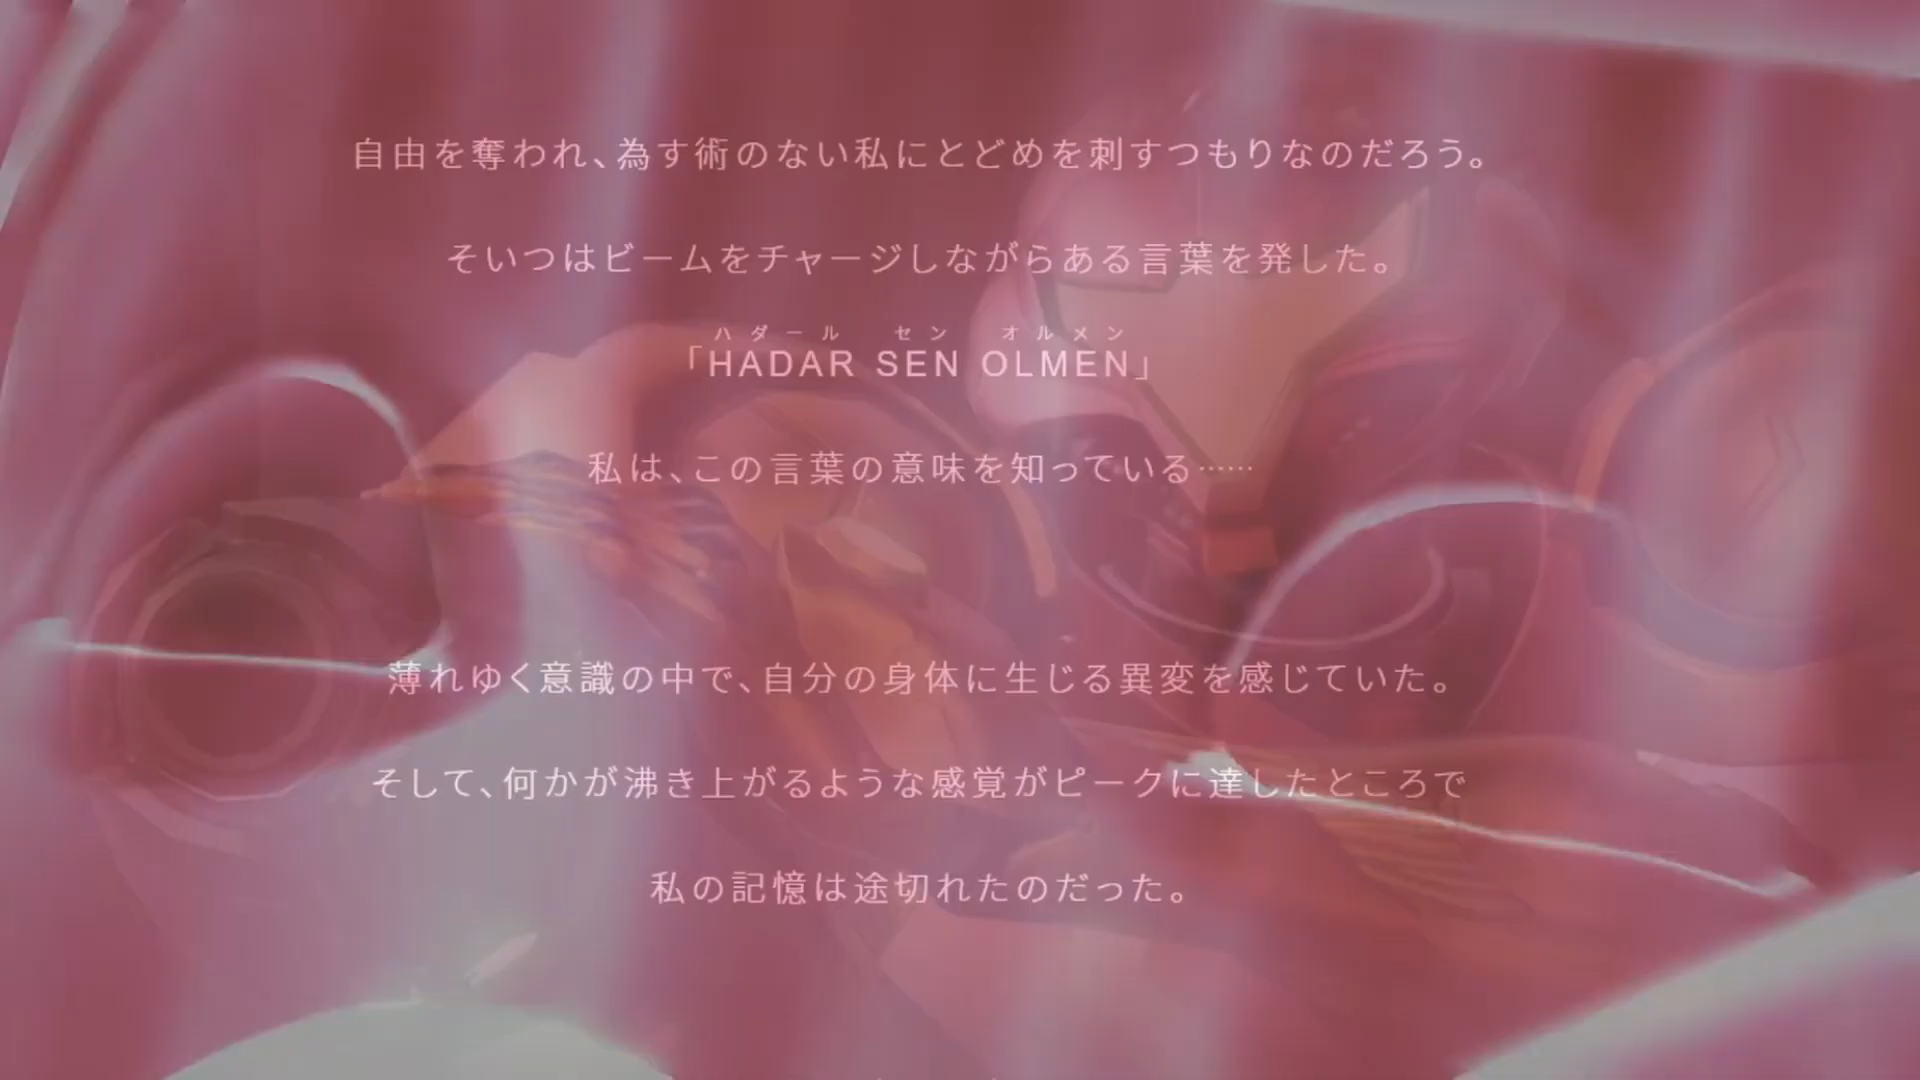 自由を奪われ、為す術のない私にとどめを刺すつもりなのだろう。
そいつはビームをチャージしながらある言葉を発した。
ハダール セン オルメン
「HADAR SEN OLMEN」
私は、この言葉の意味を知っている……
薄れゆく意識の中で、自分の身体に生じる異変を感じていた。
そして、何かが沸き上がるような感覚がピークに達したところで
私の記憶は途切れたのだった。